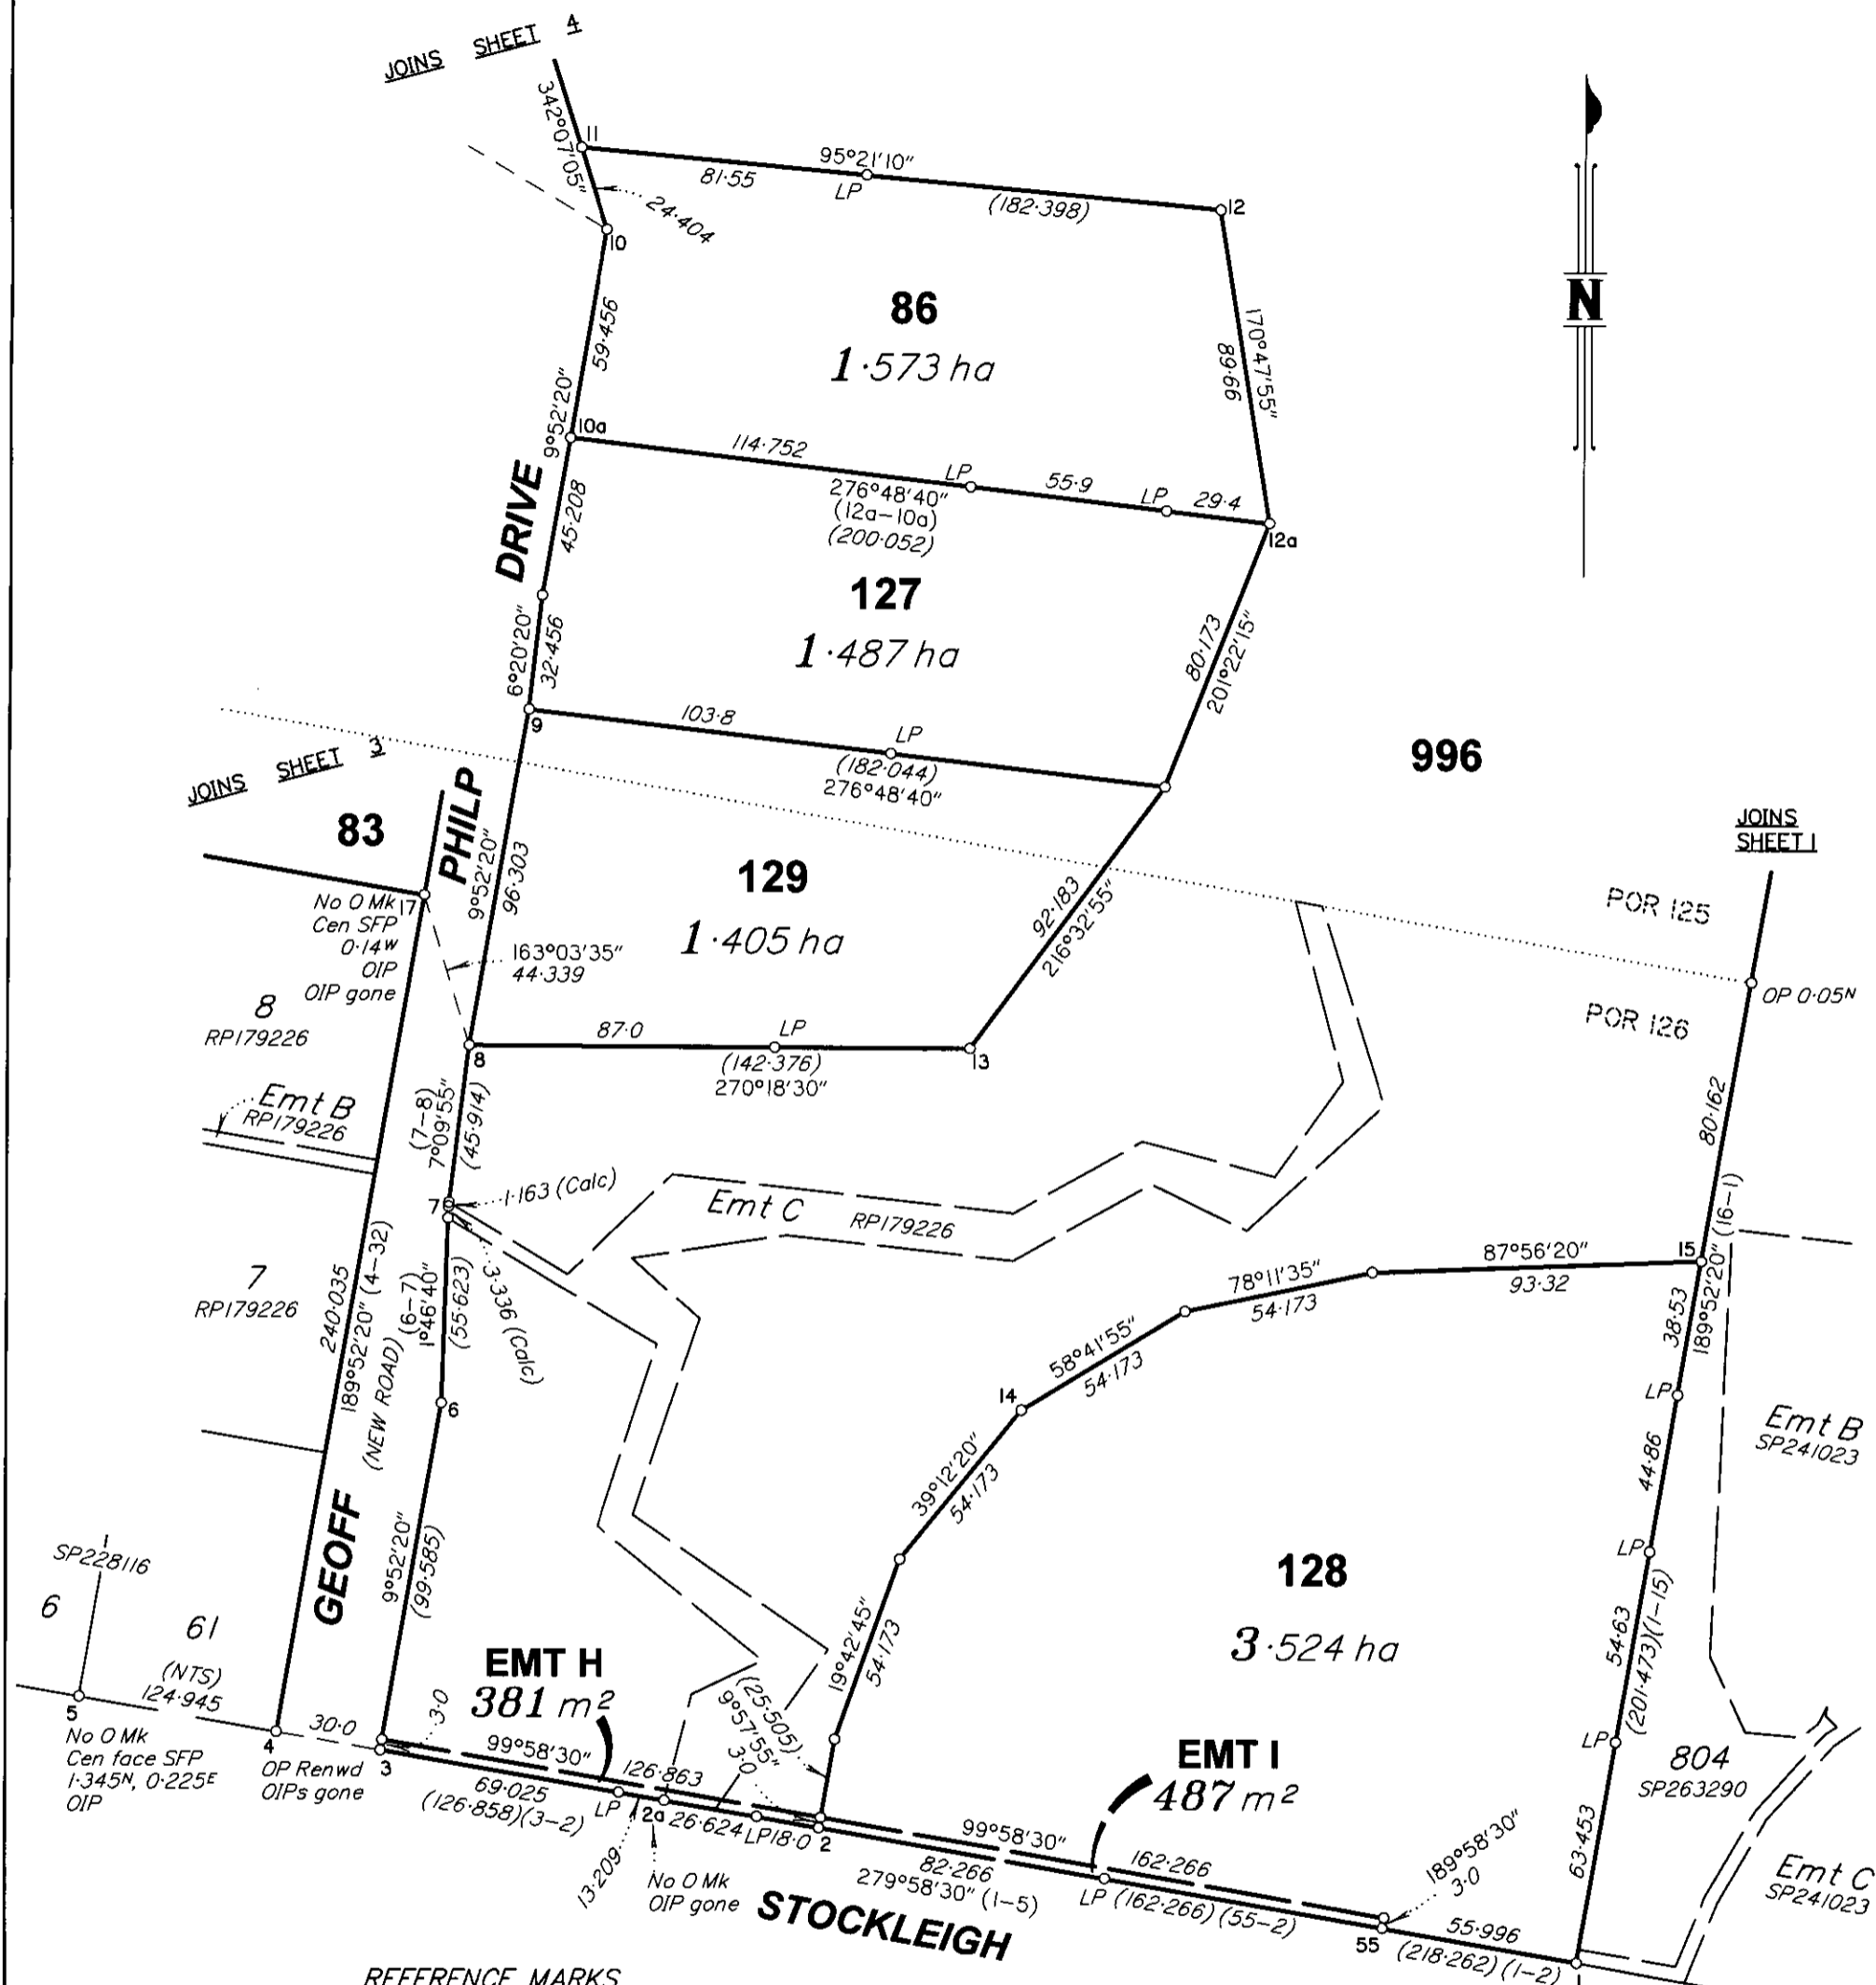 JOINS SHEET 4
342°07'05"
11
95°21'10"
81·55
LP
(182·398)
12
24·404
10
86
1·573 ha
59·456
170°47'55"
89·66
N
9°52'20"
10a
114·752
LP
55·9
LP
29·4
276°48'40"
(12a-10a)
(200·052)
12a
DRIVE
45·208
127
1·487 ha
80·173
201°22'15"
6°20'20"
32·456
9
103·8
LP
(182·044)
276°48'40"
996
JOINS SHEET 3
83
PHILP
9°52'20"
96·303
129
1·405 ha
92·183
216°32'55"
JOINS
SHEET 1
POR 125
OP 0·05N
POR 126
No O Mk
17
Cen SFP
0·14W
OIP
OIP gone
163°03'35"
44·339
8
RP179226
87·0
LP
8
(142·376)
270°18'30"
13
Emt B
RP179226
(7-8)
7°09'55"
(45·914)
80·162
7
1·163 (Calc)
Emt C
RP179226
189°52'20" (16-1)
7
RP179226
240·035
189°52'20" (4-32)
(6-7)
1°46'40"
(55·623)
3·336 (Calc)
87°56'20"
93·32
15
78°11'35"
54·173
38·53
58°41'55"
54·173
14
LP
6
(NEW ROAD)
Emt B
SP241023
44·86
39°12'20"
54·173
GEOFF
9°52'20"
(99·585)
LP
1
SP228116
6
61
128
3·524 ha
54·63
(201·473)(1-15)
19°42'45"
54·173
(NTS)
124·945
EMT H
381 m²
3·0
(25·505)
9°57'55"
3·0
LP
804
SP263290
5
No O Mk
Cen face SFP
1·345N, 0·225E
OIP
4
30·0
OP Renwd
OIPs gone
3
99°58'30"
126·863
69·025
(126·858)(3-2)
LP
2a
26·624
LP
18·0
2
13·209
No O Mk
OIP gone
EMT I
487 m²
99°58'30"
162·266
82·266
279°58'30" (1-5)
LP
(162·266) (55-2)
189°58'30"
3·0
63·453
Emt C
SP241023
55
55·996
(218·262) (1-2)
STOCKLEIGH
REFERENCE MARKS